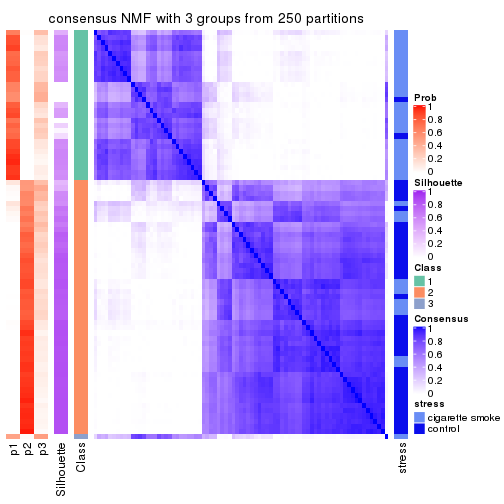 consensus NMF with 3 groups from 250 partitions
Prob
1
0.8
0.6
0.4
0.2
0
Silhouette
1
0.8
0.6
0.4
0.2
0
Class
1
2
3
Consensus
1
0.8
0.6
0.4
0.2
0
stress
cigarette smoke
control
p1
p2
p3
Silhouette
Class
stress